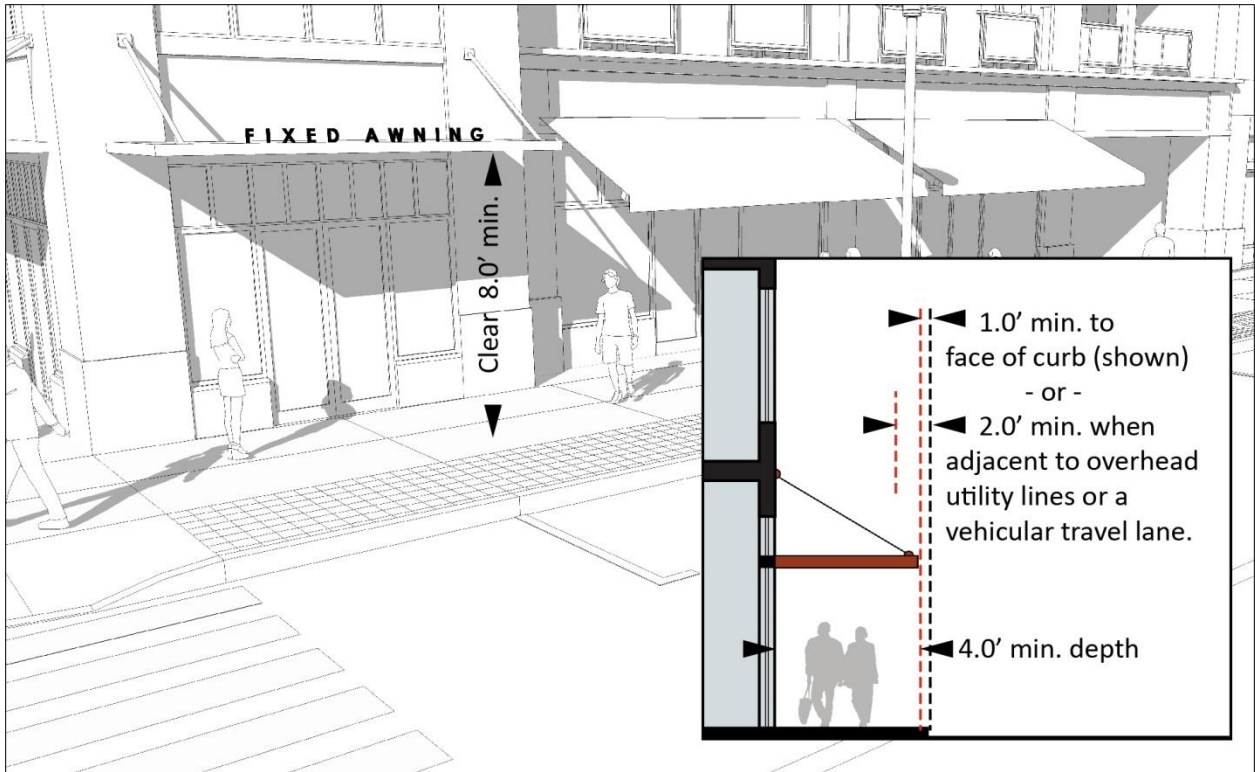 FIXED AWNING
Clear 8.0’ min.
1.0’ min. to
face of curb (shown)
- or -
2.0’ min. when
adjacent to overhead
utility lines or a
vehicular travel lane.
4.0’ min. depth